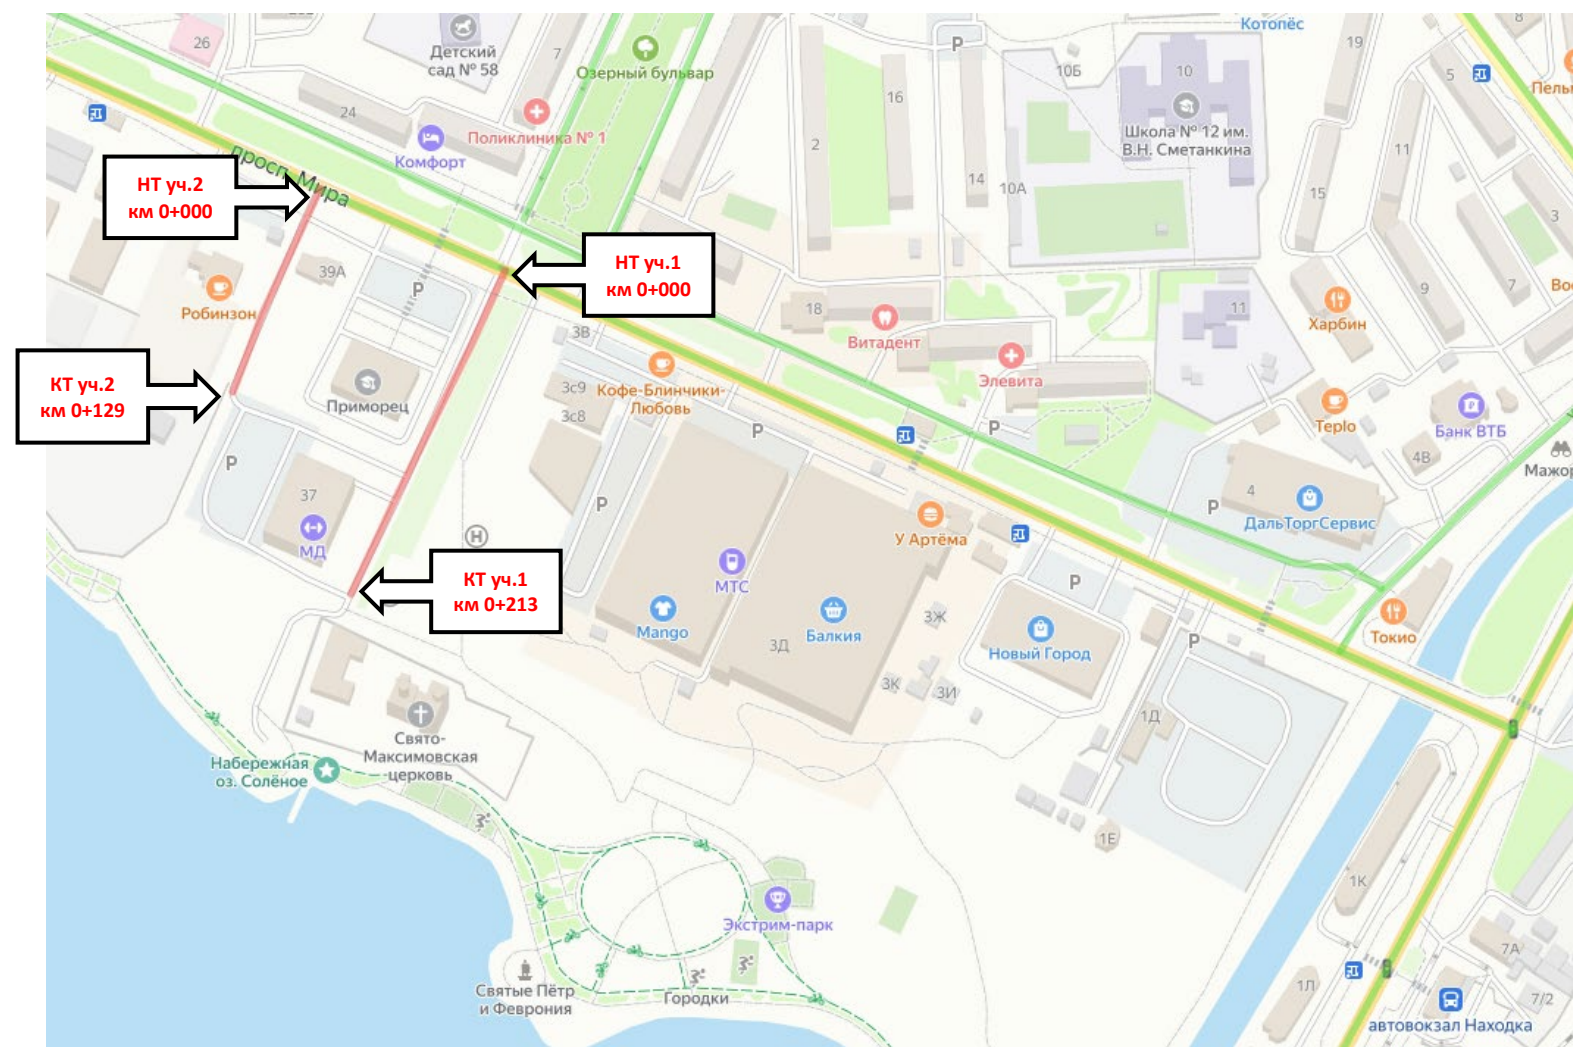 Котопёс
26
Детский
сад № 58
7
Озерный бульвар
P
10Б
10
19
8
5
Пель
24
Комфорт
Поликлиника № 1
2
16
Школа № 12 им.
В.Н. Сметанкина
11
просп. Мира
14
10А
15
3
НТ уч.2
км 0+000
39А
P
НТ уч.1
км 0+000
9
7
Во
Робинзон
3В
18
Витадент
11
Харбин
КТ уч.2
км 0+129
Приморец
3с9
3с8
Кофе-Блинчики-
Любовь
Элевита
Teplo
Банк ВТБ
P
P
P
4В
Мажор
37
МД
P
H
4
P
ДальТоргСервис
У Артёма
КТ уч.1
км 0+213
МТС
P
Mango
3Д
Балкия
3Ж
Новый Город
P
Токио
3К
3И
1Д
Свято-
Максимовская
церковь
Набережная
оз. Солёное
1Е
1К
Экстрим-парк
7А
Святые Пётр
и Феврония
Городки
1Л
7/2
автовокзал Находка